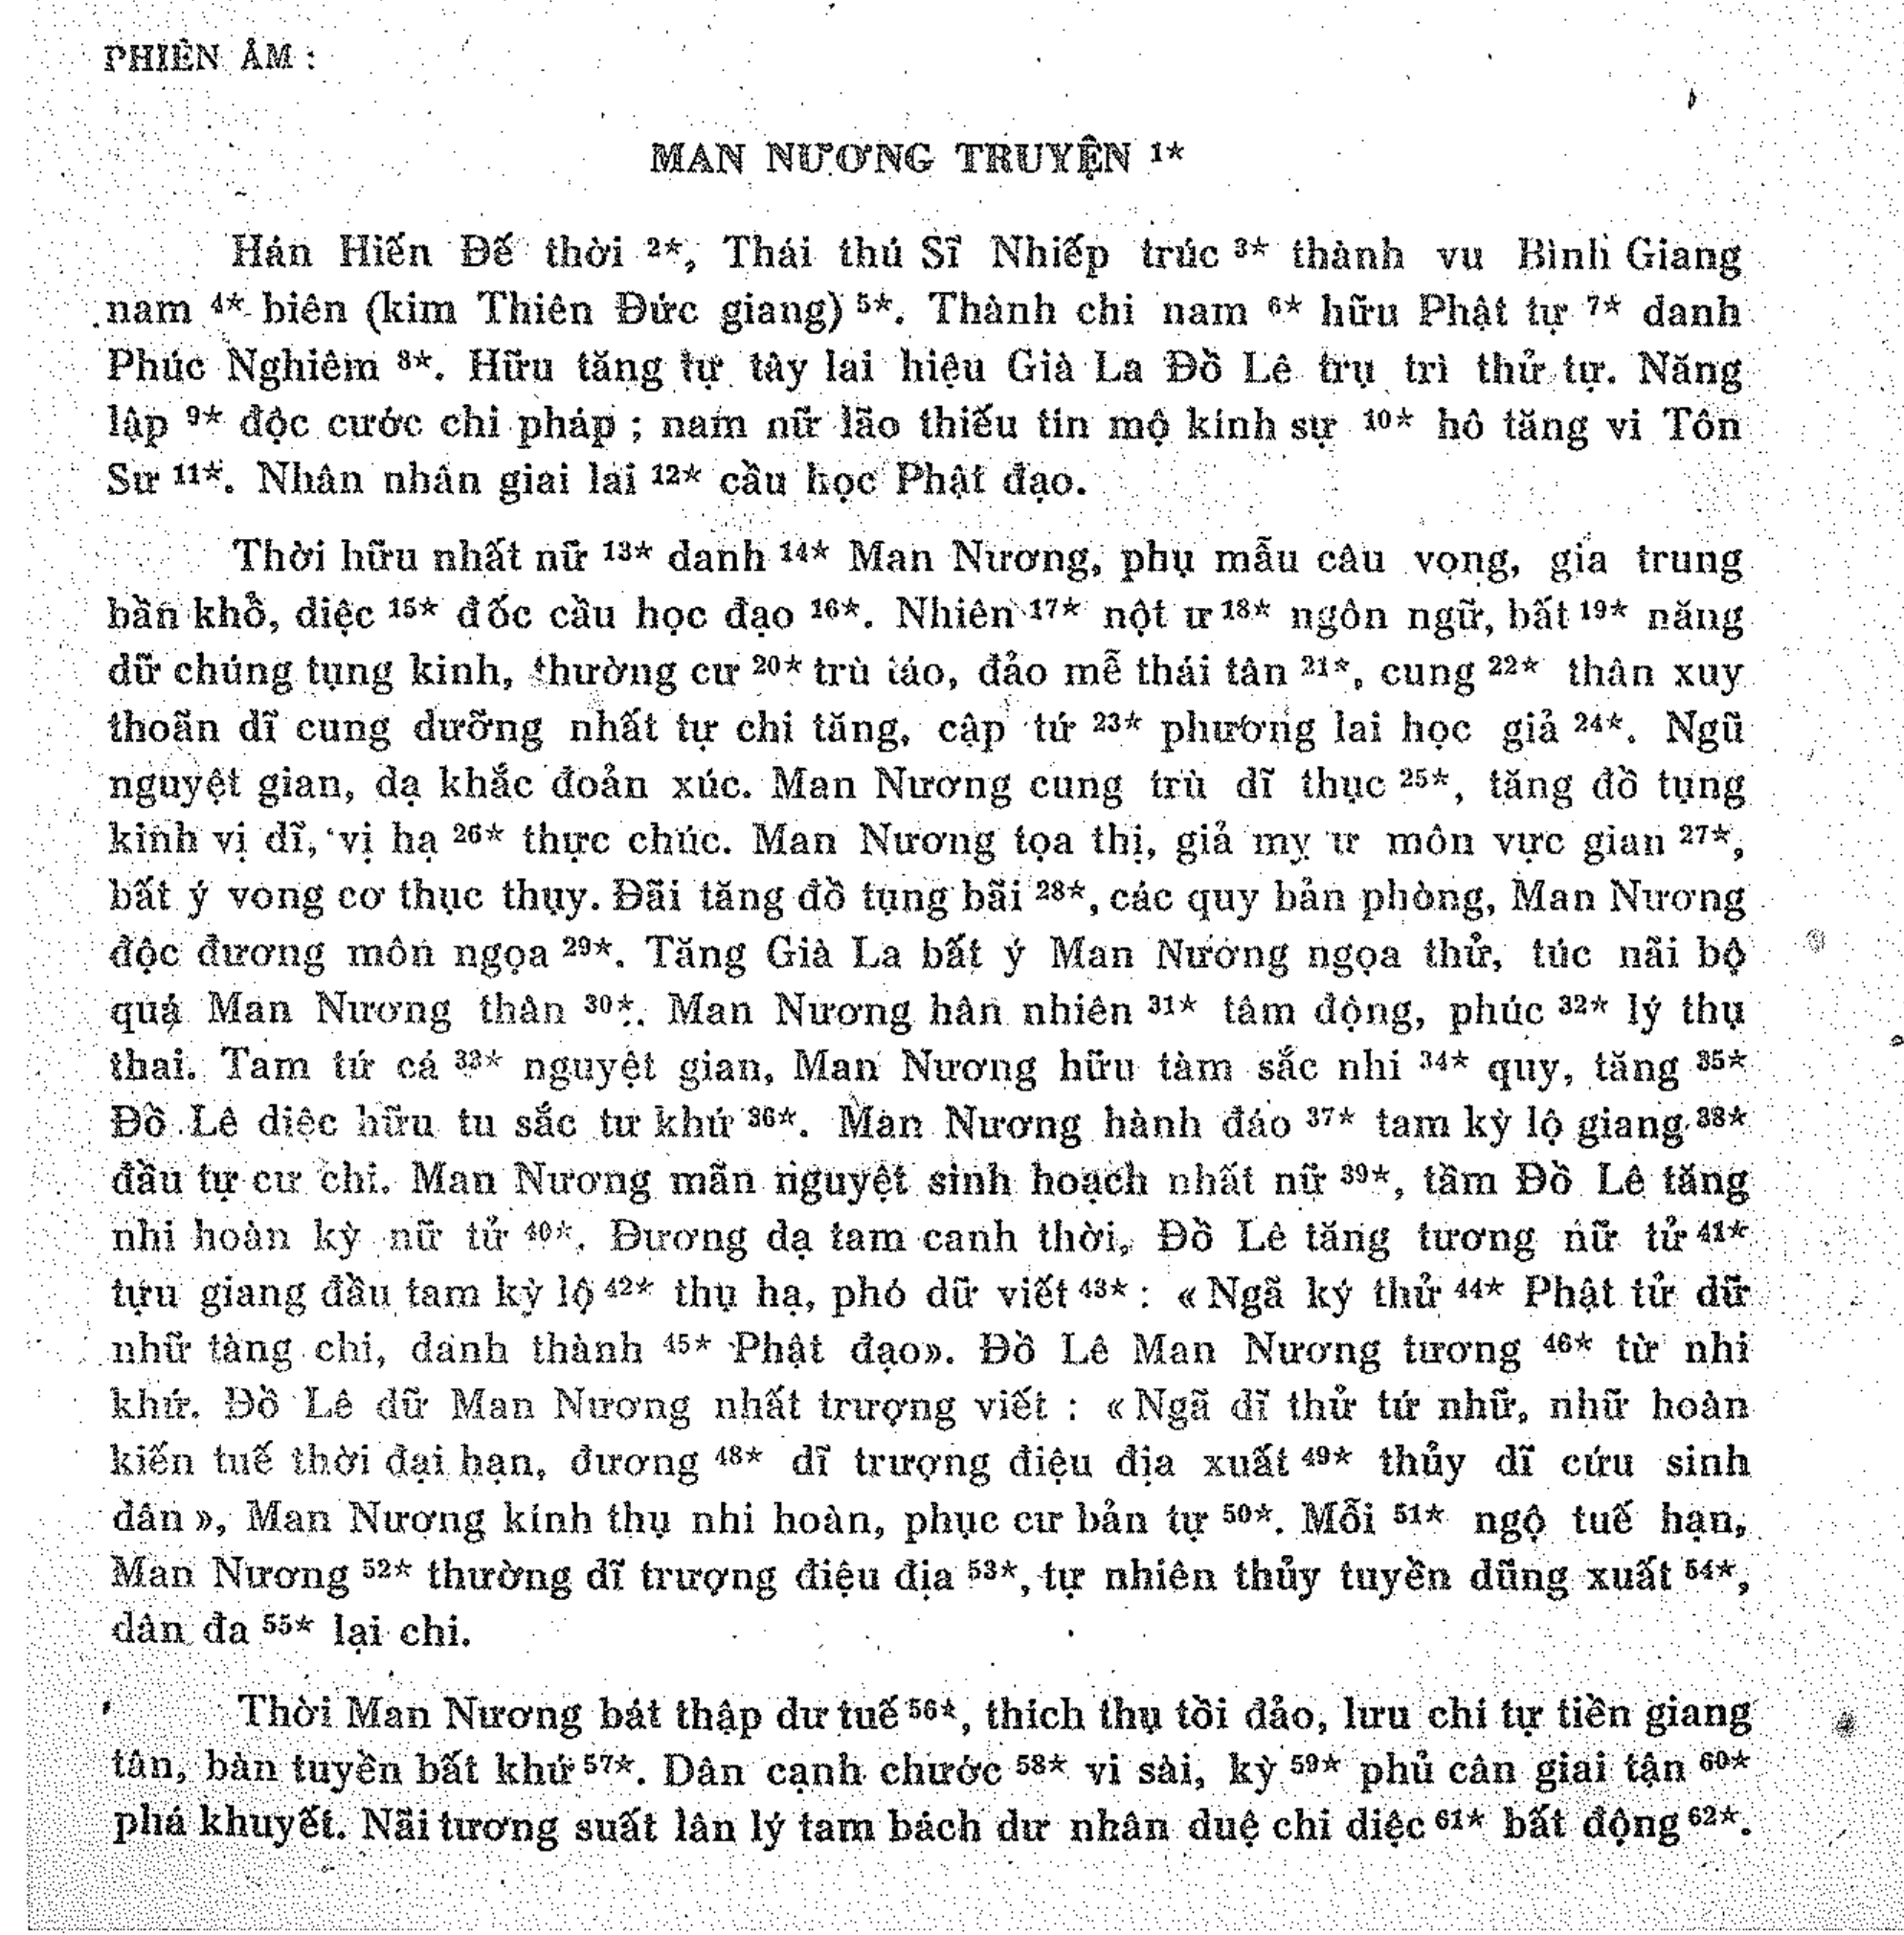 PHIÊN ÂM :
MAN NƯƠNG TRUYỆN 1*
Hán Hiến Đế thời 2*, Thái thú Sĩ Nhiếp trúc 3* thành vu Bình Giang
nam 4* biên (kim Thiên Đức giang) 5*. Thành chi nam 6* hữu Phật tự 7* danh
Phúc Nghiêm 8*. Hữu tăng tự tây lai hiệu Già La Đồ Lê trụ trì thử tự. Năng
lập 9* độc cước chi pháp ; nam nữ lão thiếu tin mộ kính sự 10* hô tăng vi Tôn
Sư 11*. Nhân nhân giai lai 12* cầu học Phật đạo.
Thời hữu nhất nữ 13* danh 14* Man Nương, phụ mẫu câu vọng, gia trung
bần khổ, diệc 15* đốc cầu học đạo 16*. Nhiên 17* nột ư 18* ngôn ngữ, bất 19* năng
dữ chúng tụng kinh, thường cư 20* trù táo, đảo mễ thái tân 21*, cung 22* thân xuy
thoãn dĩ cung dưỡng nhất tự chi tăng, cập tứ 23* phương lai học giả 24*. Ngũ
nguyệt gian, dạ khắc đoản xúc. Man Nương cung trù dĩ thục 25*, tăng đồ tụng
kinh vị dĩ, vị hạ 26* thực chúc. Man Nương tọa thị, giả mỵ ư môn vực gian 27*,
bất ý vong cơ thục thụy. Đãi tăng đồ tụng bãi 28*, các quy bản phòng, Man Nương
độc đương môn ngọa 29*. Tăng Già La bất ý Man Nương ngọa thử, túc nãi bộ
quá Man Nương thân 30*. Man Nương hân nhiên 31* tâm động, phúc 32* lý thụ
thai. Tam tứ cá 33* nguyệt gian, Man Nương hữu tàm sắc nhi 34* quy, tăng 35*
Đồ Lê diệc hữu tu sắc tư khứ 36*. Man Nương hành đáo 37* tam kỳ lộ giang 38*
đầu tự cư chi. Man Nương mãn nguyệt sinh hoạch nhất nữ 39*, tầm Đồ Lê tăng
nhi hoàn kỳ nữ tử 40*. Đương dạ tam canh thời, Đồ Lê tăng tương nữ tử 41*
tựu giang đầu tam kỳ lộ 42* thụ hạ, phó dữ viết 43* : « Ngã ký thử 44* Phật tử dữ
nhữ tàng chi, danh thành 45* Phật đạo». Đồ Lê Man Nương tương 46* từ nhi
khứ. Đồ Lê dữ Man Nương nhất trượng viết : « Ngã dĩ thử tứ nhữ, nhữ hoàn
kiến tuế thời đại hạn, đương 48* dĩ trượng điệu địa xuất 49* thủy dĩ cứu sinh
dân », Man Nương kính thụ nhi hoàn, phục cư bản tự 50*. Mỗi 51* ngộ tuế hạn,
Man Nương 52* thường dĩ trượng điệu địa 53*, tự nhiên thủy tuyền dũng xuất 54*,
dân đa 55* lại chi.
Thời Man Nương bát thập dư tuế 56*, thích thụ tồi đảo, lưu chí tự tiền giang
tân, bàn tuyền bất khứ 57*. Dân cạnh chước 58* vi sài, kỳ 59* phủ cân giai tận 60*
phá khuyết. Nãi tương suất lân lý tam bách dư nhân duệ chi diệc 61* bất động 62*.